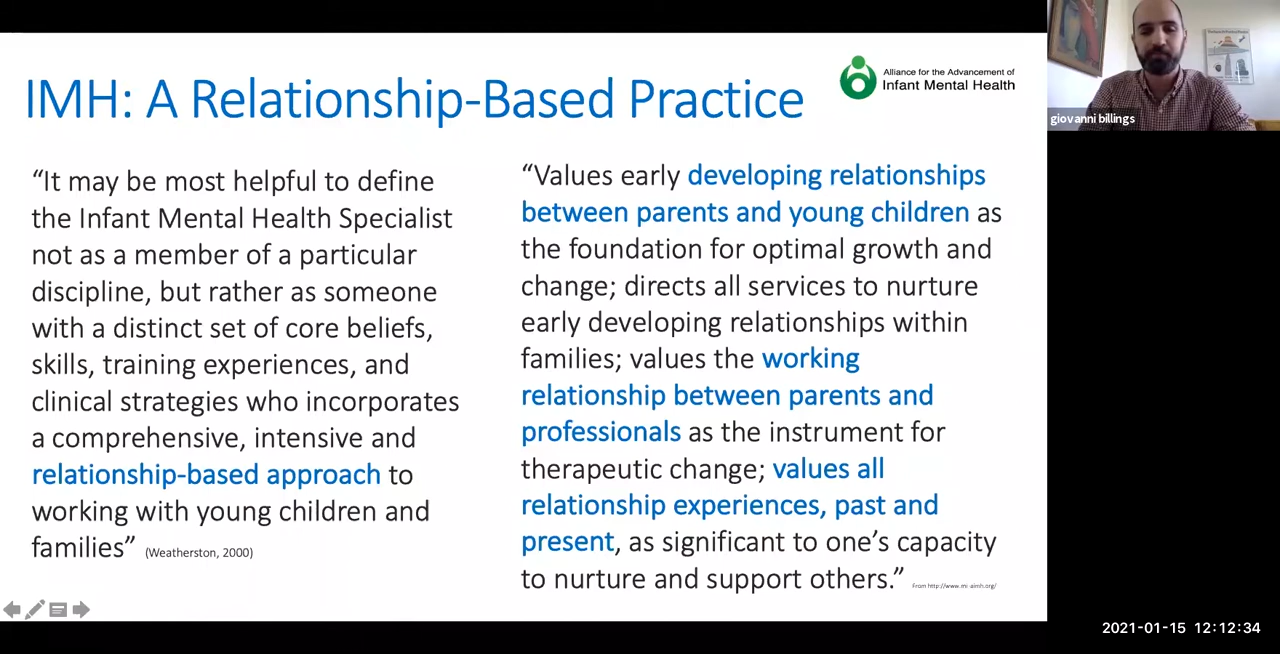 IMH: A Relationship-Based Practice
Alliance for the Advancement of
Infant Mental Health
“It may be most helpful to define
the Infant Mental Health Specialist
not as a member of a particular
discipline, but rather as someone
with a distinct set of core beliefs,
skills, training experiences, and
clinical strategies who incorporates
a comprehensive, intensive and
relationship-based approach to
working with young children and
families” (Weatherston, 2000)
“Values early developing relationships
between parents and young children as
the foundation for optimal growth and
change; directs all services to nurture
early developing relationships within
families; values the working
relationship between parents and
professionals as the instrument for
therapeutic change; values all
relationship experiences, past and
present, as significant to one’s capacity
to nurture and support others.” From http://www.mi-aimh.org/
giovanni billings
2021-01-15 12:12:34